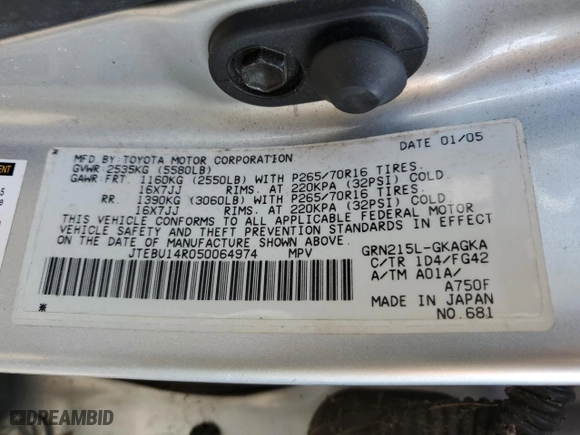 DATE 01/05
MFD.BY:TOYOTA MOTOR CORPORATION
GVWR 2535KG (5580LB)
GAWR FRT. 1160KG (2550LB) WITH P265/70R16 TIRES.
16X7JJ RIMS. AT 220KPA (32PSI) COLD
RR. 1390KG (3060LB) WITH P265/70R16 TIRES.
16X7JJ RIMS. AT 220KPA (32PSI) COLD
THIS VEHICLE CONFORMS TO ALL APPLICABLE FEDERAL MOTOR
VEHICLE SAFETY AND THEFT PREVENTION STANDARDS IN EFFECT
ON THE DATE OF MANUFACTURE SHOWN ABOVE.
JTEBU14R050064974 MPV
GRN215L-GKAGKA
C/TR 1D4/FG42
A/TM A01A/
A750F
MADE IN JAPAN
NO.681
DREAMBID